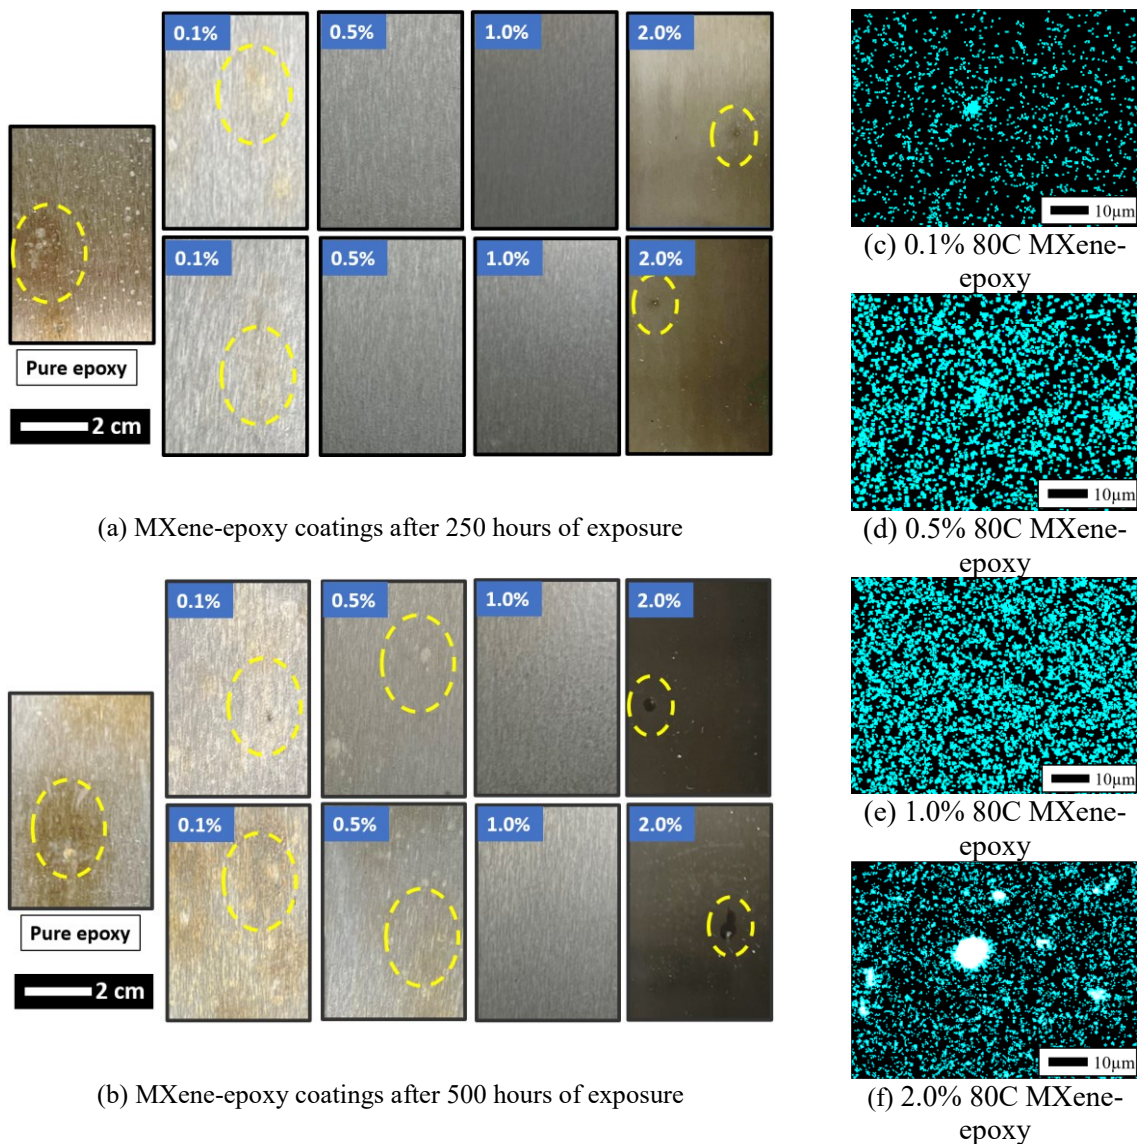 0.1%
0.5%
1.0%
2.0%
0.1%
0.5%
1.0%
2.0%
Pure epoxy
2 cm
(a) MXene-epoxy coatings after 250 hours of exposure
0.1%
0.5%
1.0%
2.0%
0.1%
0.5%
1.0%
2.0%
Pure epoxy
2 cm
(b) MXene-epoxy coatings after 500 hours of exposure
10μm
(c) 0.1% 80C MXene-
epoxy
10μm
(d) 0.5% 80C MXene-
epoxy
10μm
(e) 1.0% 80C MXene-
epoxy
10μm
(f) 2.0% 80C MXene-
epoxy